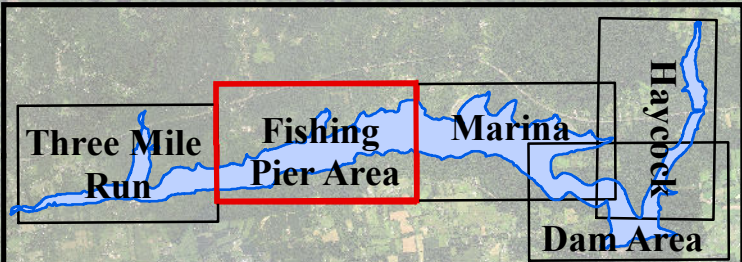 Three Mile
Run
Fishing
Pier Area
Marina
Haycock
Dam Area